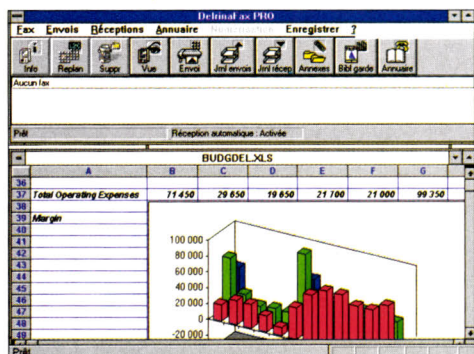 Delrina Fax PRO
Fax Envois Réceptions Annuaire Enregistrer ?
Info Replan Suppr Vue Envoi Jrnl envois Jrnl récep Annexes Bibl garde Annuaire
Aucun fax
Prêt Réception automatique : Activée
BUDGDEL.XLS
A B C D E F G
36
37 Total Operating Expenses 71 450 29 650 19 650 21 700 21 000 99 350
38
39 Margin
40
41
42
43
44
45
46
47
48
49
100 000
80 000
60 000
40 000
20 000
0
-20 000
Prêt